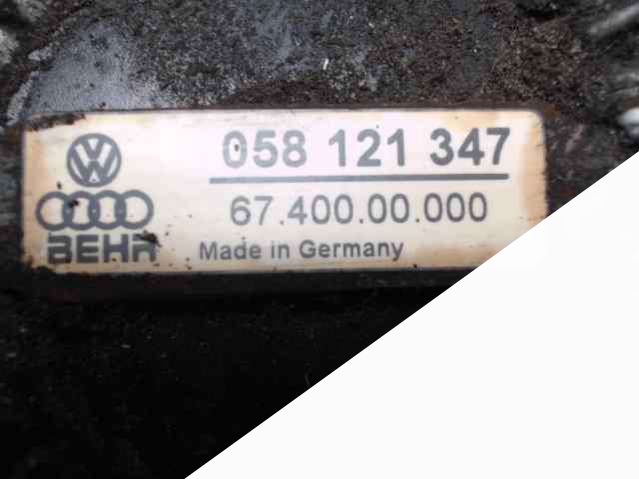 058 121 347
67.400.00.000
BEHR
Made in Germany